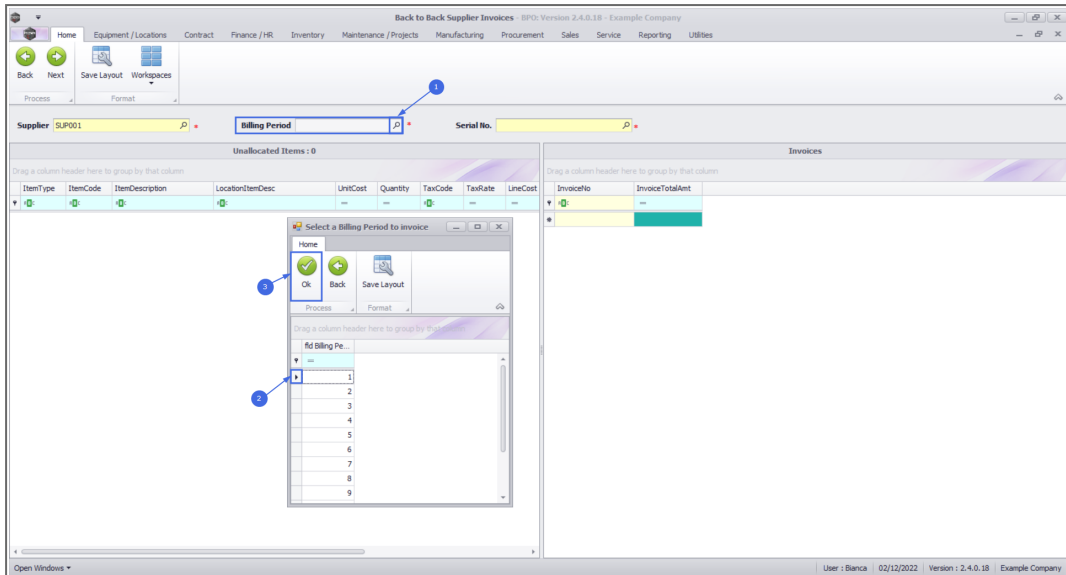 Back to Back Supplier Invoices - BPO: Version 2.4.0.18 - Example Company
Home Equipment / Locations Contract Finance / HR Inventory Maintenance / Projects Manufacturing Procurement Sales Service Reporting Utilities
Back Next Save Layout Workspaces
Process Format
1
Supplier SUP001 * Billing Period * Serial No. *
Unallocated Items : 0 Invoices
Drag a column header here to group by that column Drag a column header here to group by that column
ItemType ItemCode ItemDescription LocationItemDesc UnitCost Quantity TaxCode TaxRate LineCost InvoiceNo InvoiceTotalAmt
Select a Billing Period to invoice
Home
3
Ok Back Save Layout
Process Format
Drag a column header here to group by that column
fld Billing Pe...
=
2
1
2
3
4
5
6
7
8
9
Open Windows User : Bianca 02/12/2022 Version : 2.4.0.18 Example Company